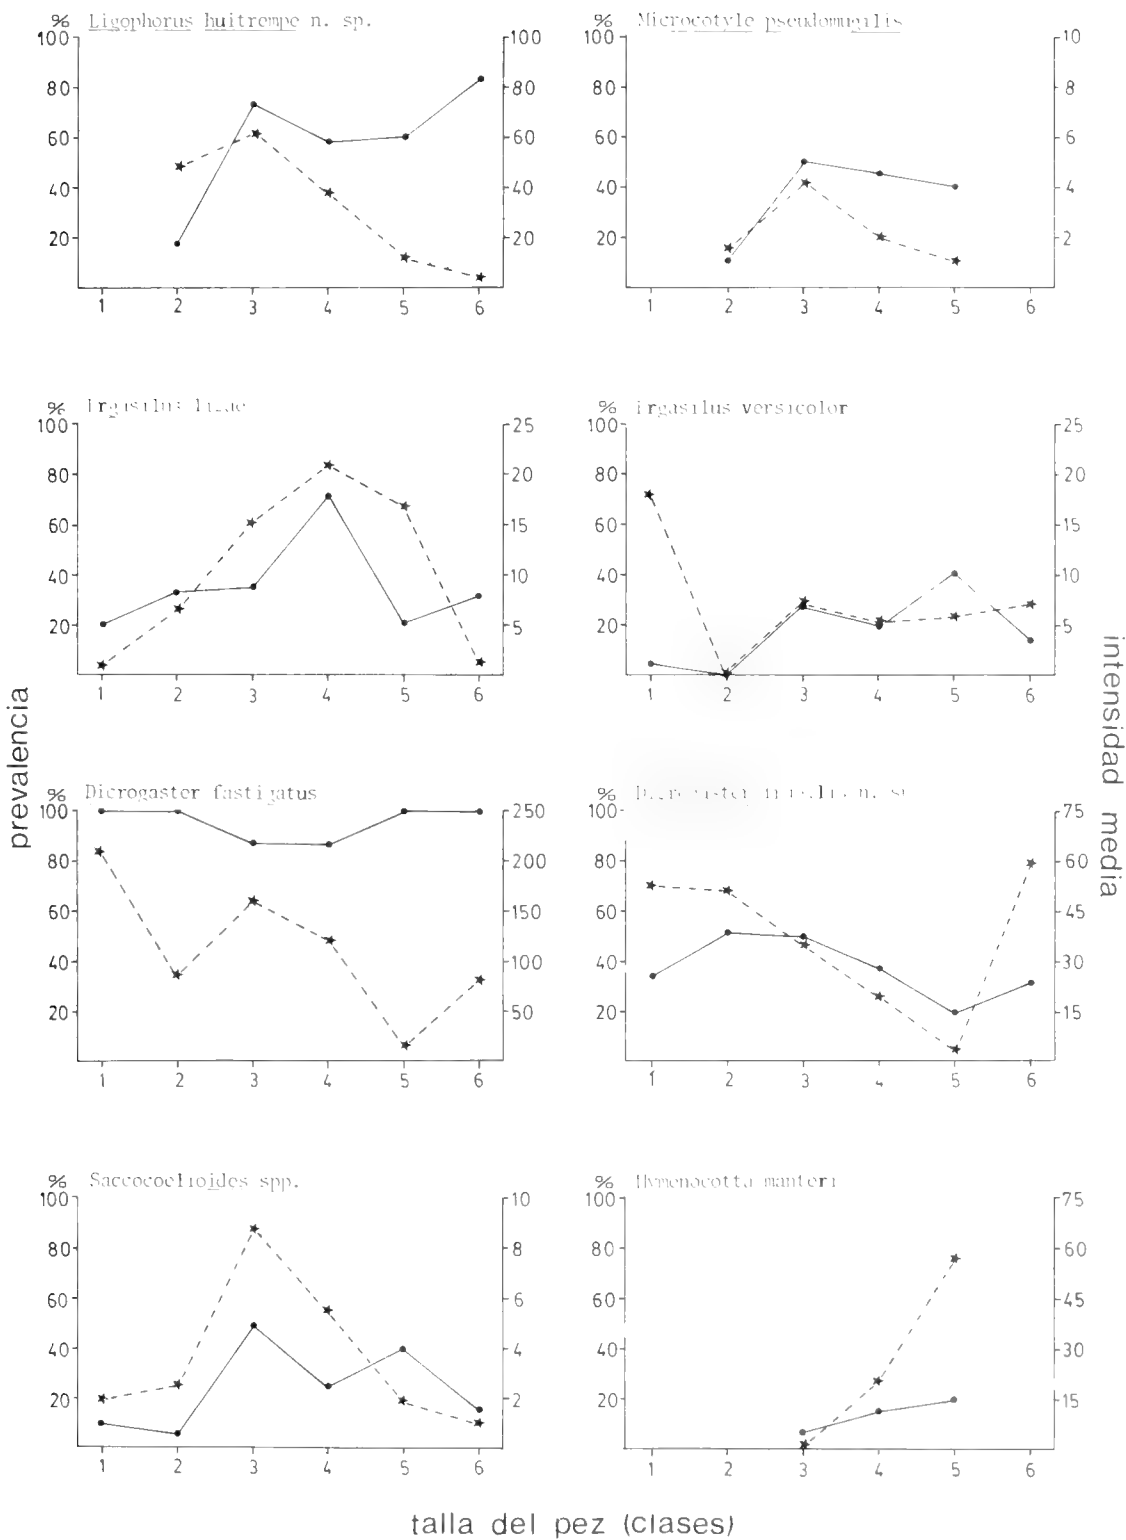 % Ligophorus huitrempe n. sp.
100 80 60 40 20
100 80 60 40 20
1 2 3 4 5 6
% Microcotyle pseudomugilis
100 80 60 40 20
10 8 6 4 2
1 2 3 4 5 6
%
100 80 60 40 20
25 20 15 10 5
1 2 3 4 5 6
% versicolor
100 80 60 40 20
25 20 15 10 5
1 2 3 4 5 6
% Dicrogaster fastigatus
100 80 60 40 20
250 200 150 100 50
1 2 3 4 5 6
% n. sp
100 80 60 40 20
75 60 45 30 15
1 2 3 4 5 6
% Saccocoelioides spp.
100 80 60 40 20
10 8 6 4 2
1 2 3 4 5 6
% manteri
100 80 60 40 20
75 60 45 30 15
1 2 3 4 5 6
prevalencia
intensidad media
talla del pez (clases)